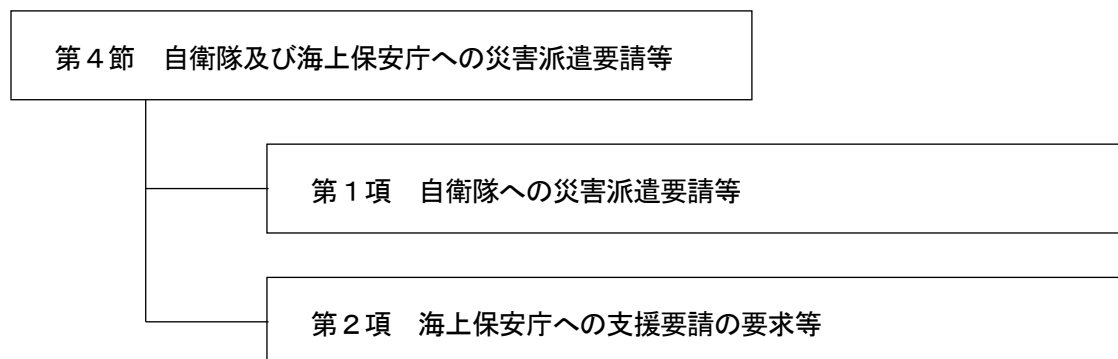 第４節　自衛隊及び海上保安庁への災害派遣要請等
第１項　自衛隊への災害派遣要請等
第２項　海上保安庁への支援要請の要求等